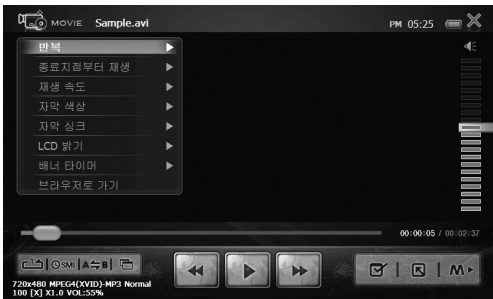 MOVIE Sample.avi PM 05:25
반복
종료지점부터 재생
재생 속도
자막 색상
자막 싱크
LCD 밝기
배너 타이머
브라우저로 가기
00:00:05 / 00:02:37
SMI A B M
720x480 MPEG4(XVID)-MP3 Normal
100 [X] X1.0 VOL:55%